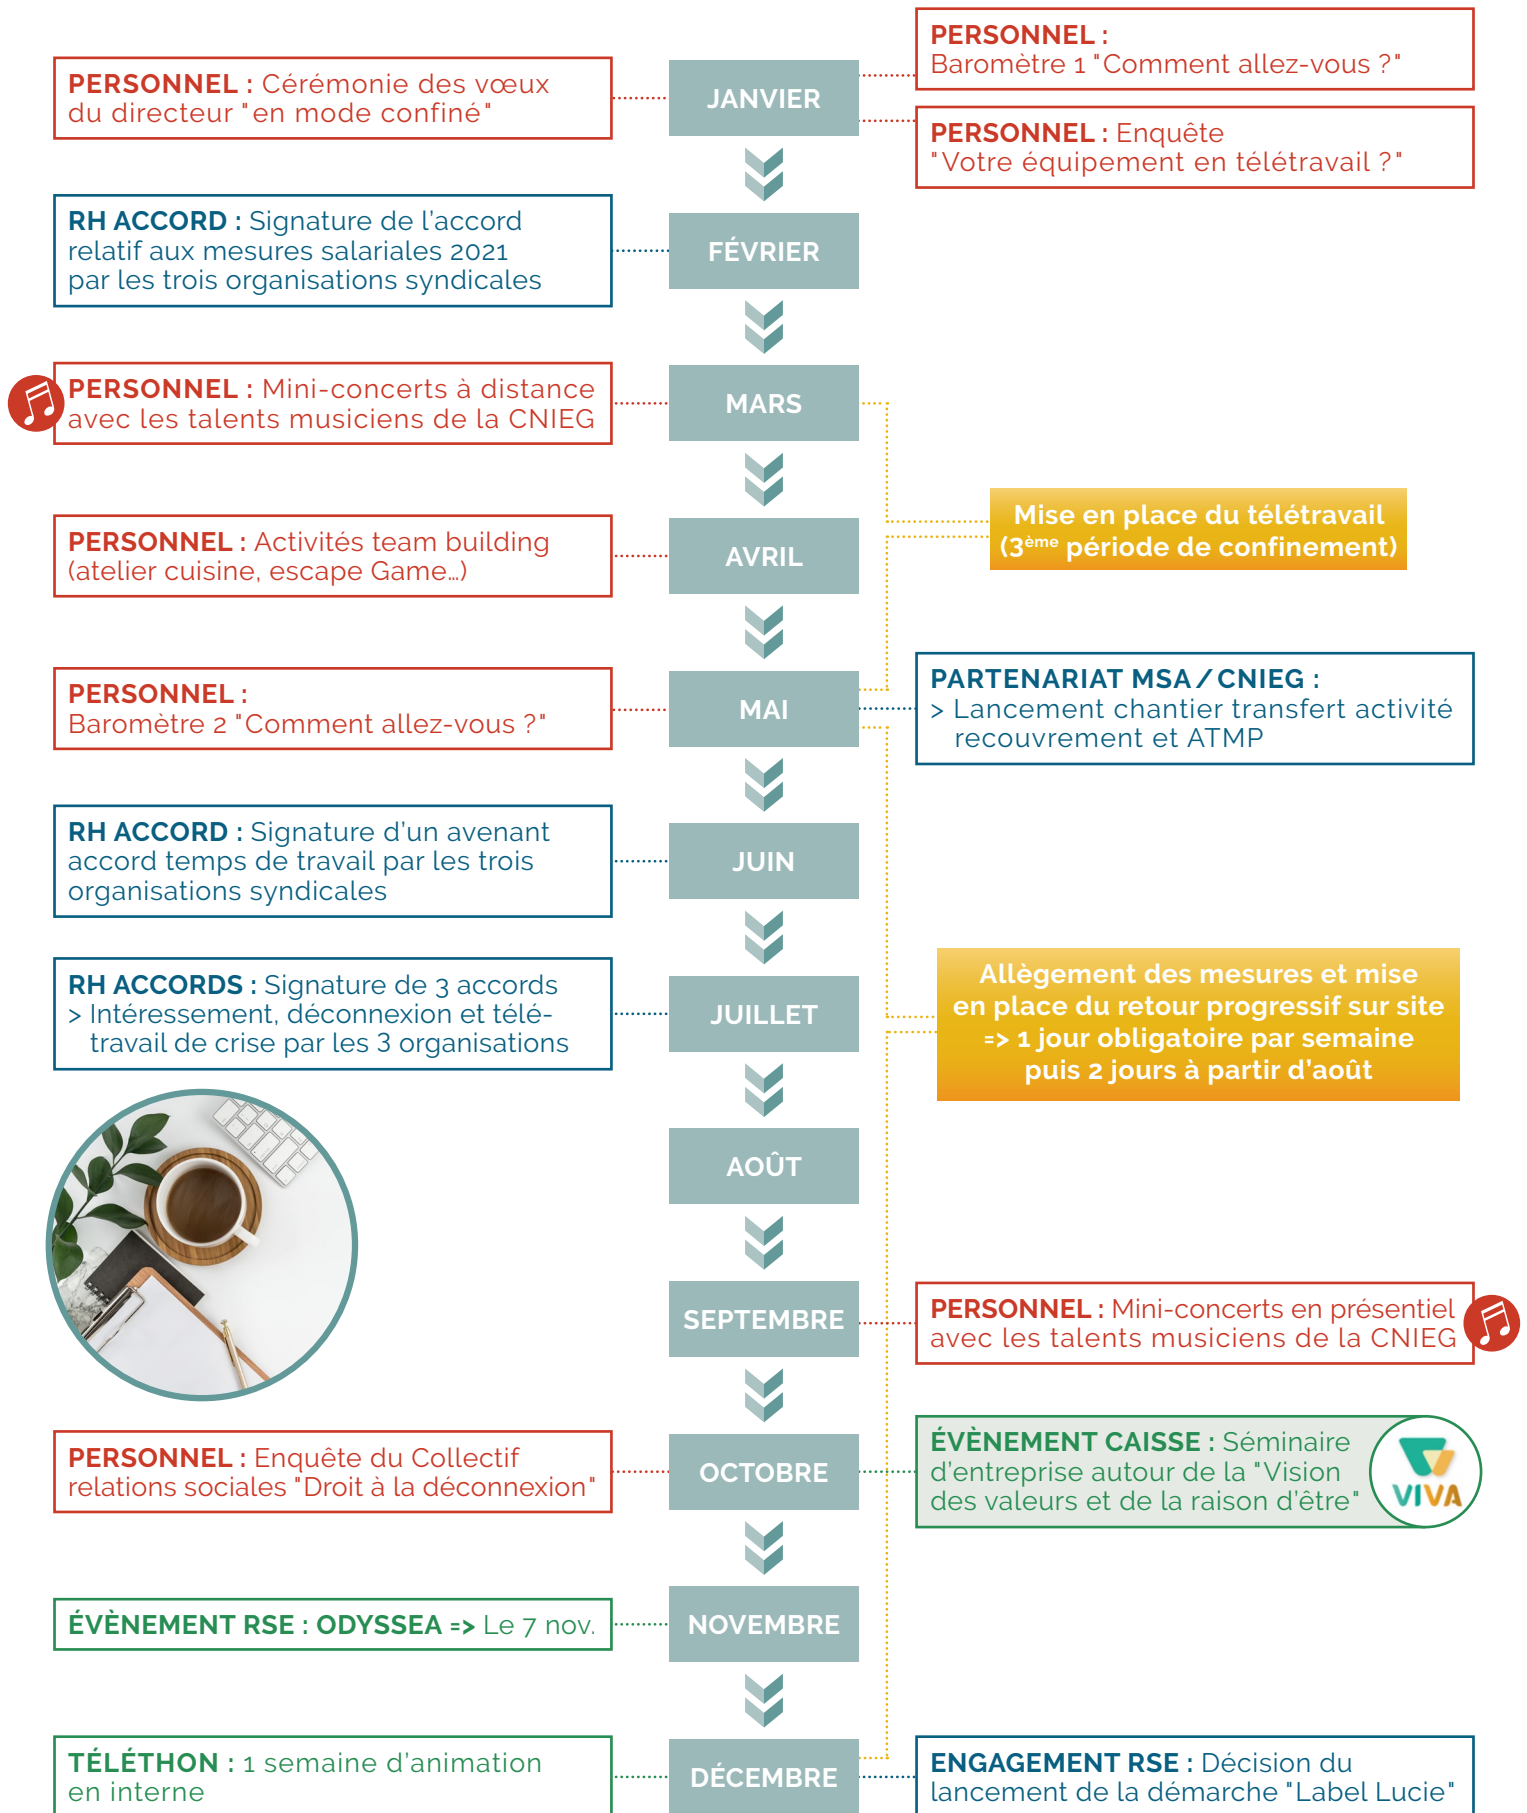 PERSONNEL :
Baromètre 1 "Comment allez-vous ?"
PERSONNEL : Cérémonie des vœux
du directeur "en mode confiné"
JANVIER
PERSONNEL : Enquête
"Votre équipement en télétravail ?"
RH ACCORD : Signature de l'accord
relatif aux mesures salariales 2021
par les trois organisations syndicales
FÉVRIER
PERSONNEL : Mini-concerts à distance
avec les talents musiciens de la CNIEG
MARS
Mise en place du télétravail
(3ème période de confinement)
PERSONNEL : Activités team building
(atelier cuisine, escape Game…)
AVRIL
PERSONNEL :
Baromètre 2 "Comment allez-vous ?"
MAI
PARTENARIAT MSA / CNIEG :
> Lancement chantier transfert activité
recouvrement et ATMP
RH ACCORD : Signature d'un avenant
accord temps de travail par les trois
organisations syndicales
JUIN
RH ACCORDS : Signature de 3 accords
> Intéressement, déconnexion et télé-
travail de crise par les 3 organisations
JUILLET
Allègement des mesures et mise
en place du retour progressif sur site
=> 1 jour obligatoire par semaine
puis 2 jours à partir d'août
AOÛT
SEPTEMBRE
PERSONNEL : Mini-concerts en présentiel
avec les talents musiciens de la CNIEG
PERSONNEL : Enquête du Collectif
relations sociales "Droit à la déconnexion"
OCTOBRE
ÉVÈNEMENT CAISSE : Séminaire
d'entreprise autour de la "Vision
des valeurs et de la raison d'être"
VIVA
ÉVÈNEMENT RSE : ODYSSEA => Le 7 nov.
NOVEMBRE
TÉLÉTHON : 1 semaine d'animation
en interne
DÉCEMBRE
ENGAGEMENT RSE : Décision du
lancement de la démarche "Label Lucie"